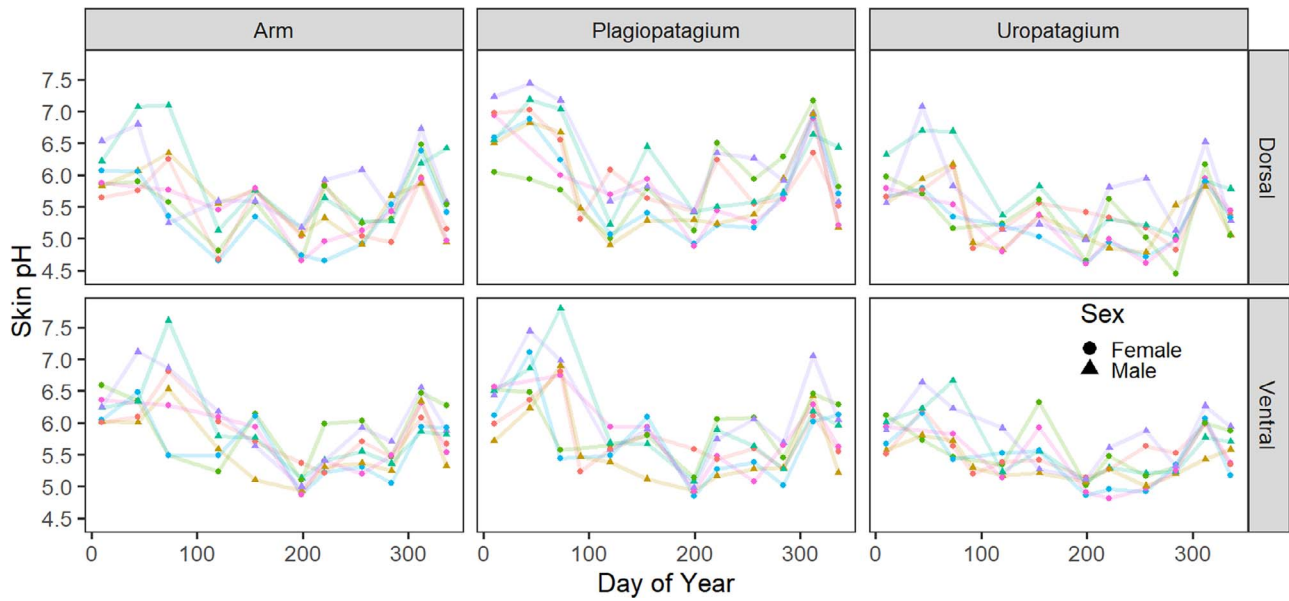 Arm Plagiopatagium Uropatagium
Skin pH
7.5
7.0
6.5
6.0
5.5
5.0
4.5
Dorsal
7.5
7.0
6.5
6.0
5.5
5.0
4.5
Sex
Female
Male
Ventral
0 100 200 300 0 100 200 300 0 100 200 300
Day of Year